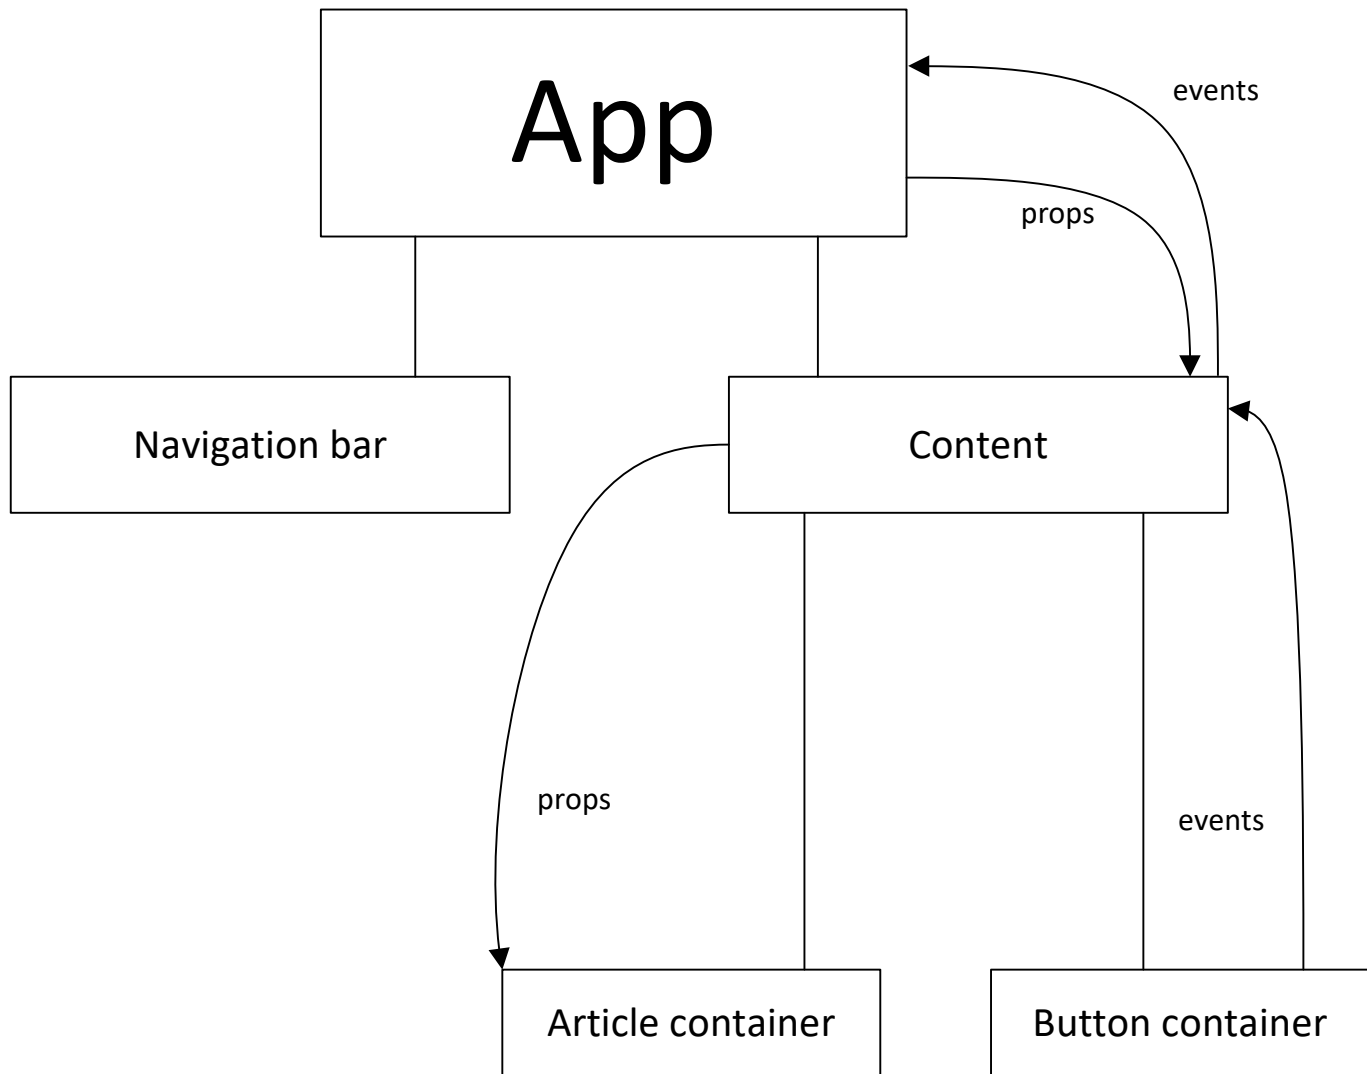 App
events
props
Navigation bar
Content
props
events
Article container
Button container